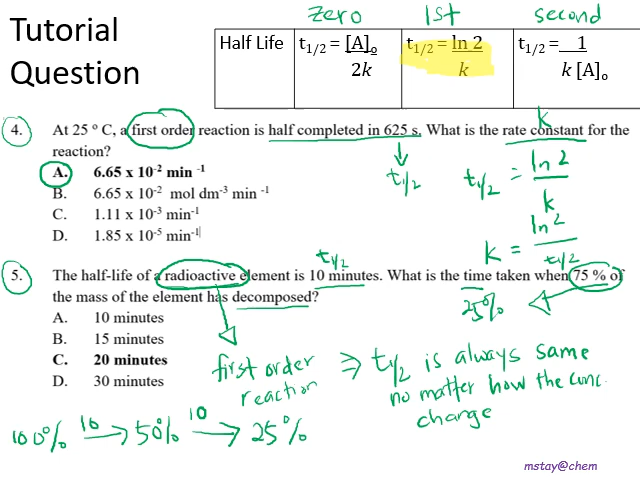 zero 1st second
Tutorial
Question
Half Life t1/2 = [A]o t1/2 = ln 2 t1/2 = 1
2k k k [A]o
4. At 25 ° C, a first order reaction is half completed in 625 s. What is the rate constant for the
reaction?
k
A. 6.65 x 10-2 min -1
B. 6.65 x 10-2 mol dm-3 min -1
C. 1.11 x 10-3 min-1
D. 1.85 x 10-5 min-1
t1/2
t1/2 = ln 2
k
k = ln 2
t1/2
t1/2
5. The half-life of a radioactive element is 10 minutes. What is the time taken when 75 % of
the mass of the element has decomposed?
25%
A. 10 minutes
B. 15 minutes
C. 20 minutes
D. 30 minutes
first order
reaction
⇒ t1/2 is always same
no matter how the conc
change
100% 10→ 50% 10→ 25%
mstay@chem